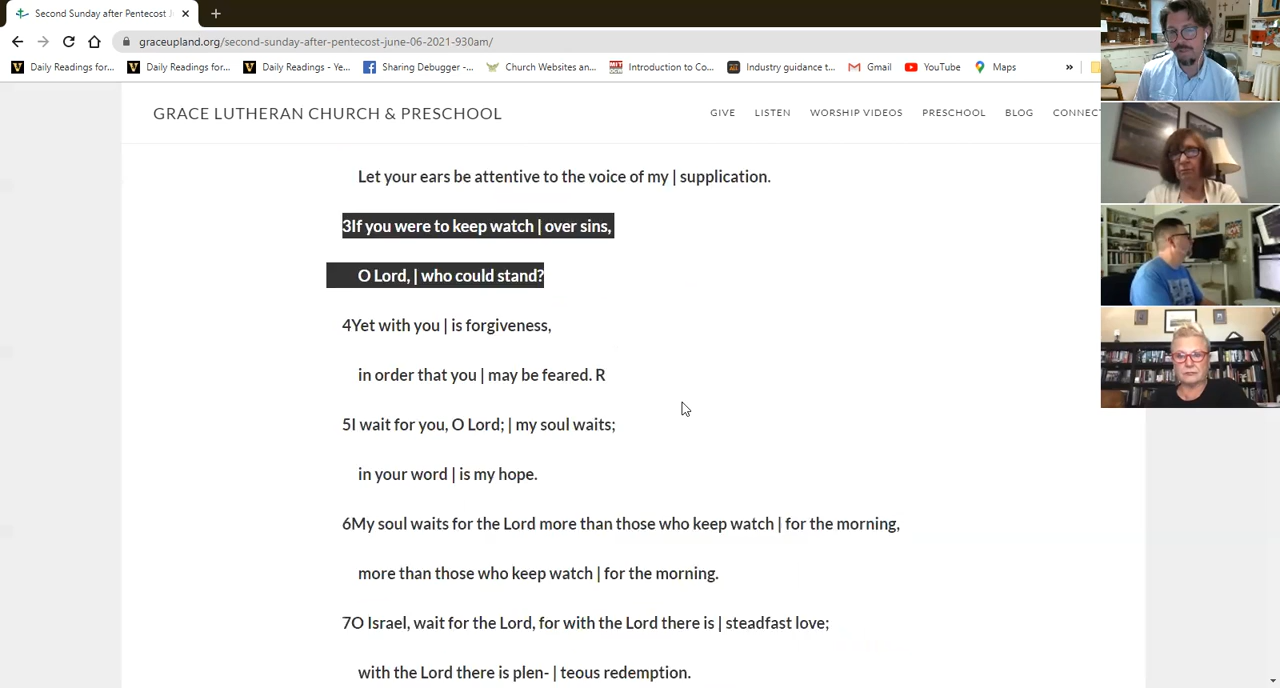 Second Sunday after Pentecost J
graceupland.org/second-sunday-after-pentecost-june-06-2021-930am/
Daily Readings for... Daily Readings for... Daily Readings - Ye... Sharing Debugger -... Church Websites an... Introduction to Co... Industry guidance t... Gmail YouTube Maps »
GRACE LUTHERAN CHURCH & PRESCHOOL
GIVE LISTEN WORSHIP VIDEOS PRESCHOOL BLOG CONNECT
Let your ears be attentive to the voice of my | supplication.
3If you were to keep watch | over sins,
O Lord, | who could stand?
4Yet with you | is forgiveness,
in order that you | may be feared. R
5I wait for you, O Lord; | my soul waits;
in your word | is my hope.
6My soul waits for the Lord more than those who keep watch | for the morning,
more than those who keep watch | for the morning.
7O Israel, wait for the Lord, for with the Lord there is | steadfast love;
with the Lord there is plen- | teous redemption.